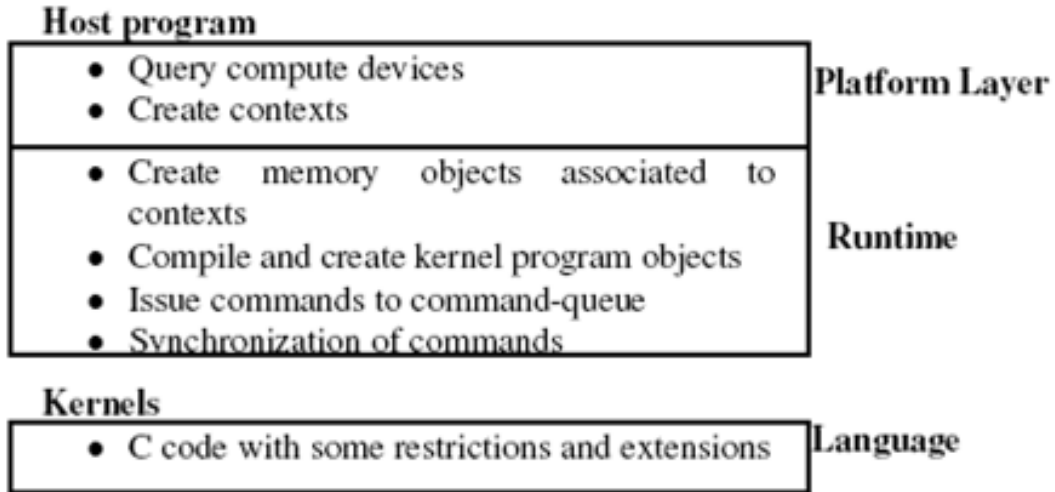 Host program
● Query compute devices
Platform Layer
● Create contexts
● Create memory objects associated to
contexts
Runtime
● Compile and create kernel program objects
● Issue commands to command-queue
● Synchronization of commands
Kernels
● C code with some restrictions and extensions
Language